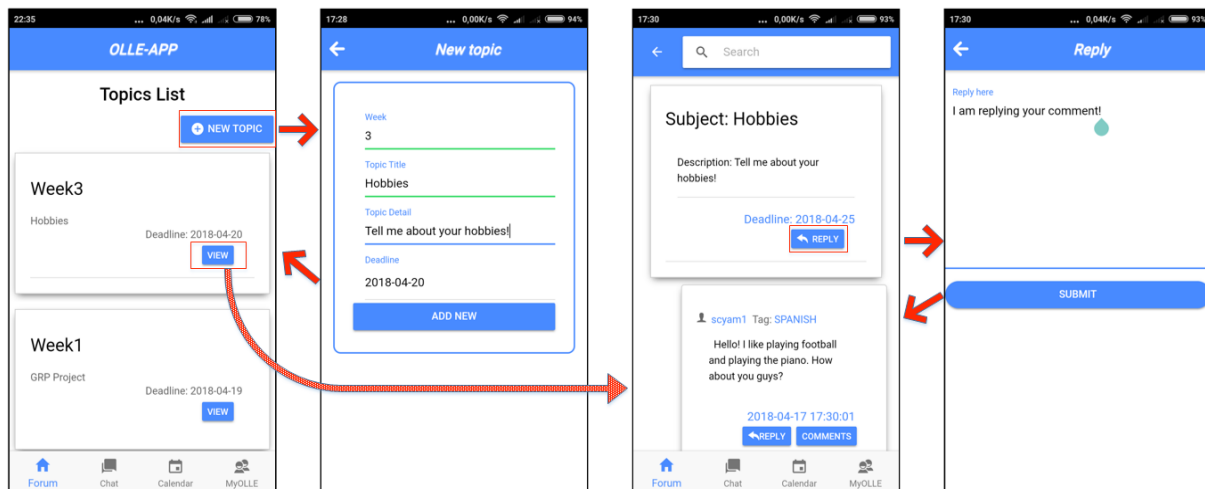 22:35
... 0,04K/s 78%
OLLE-APP
Topics List
NEW TOPIC
Week3
Hobbies
Deadline: 2018-04-20
VIEW
Week1
GRP Project
Deadline: 2018-04-19
VIEW
Forum Chat Calendar MyOLLE
17:28
... 0,00K/s 94%
New topic
Week
3
Topic Title
Hobbies
Topic Detail
Tell me about your hobbies!
Deadline
2018-04-20
ADD NEW
17:30
... 0,00K/s 93%
Search
Subject: Hobbies
Description: Tell me about your
hobbies!
Deadline: 2018-04-25
REPLY
scyam1 Tag: SPANISH
Hello! I like playing football
and playing the piano. How
about you guys?
2018-04-17 17:30:01
REPLY COMMENTS
Forum Chat Calendar MyOLLE
17:30
... 0,04K/s 93%
Reply
Reply here
I am replying your comment!
SUBMIT